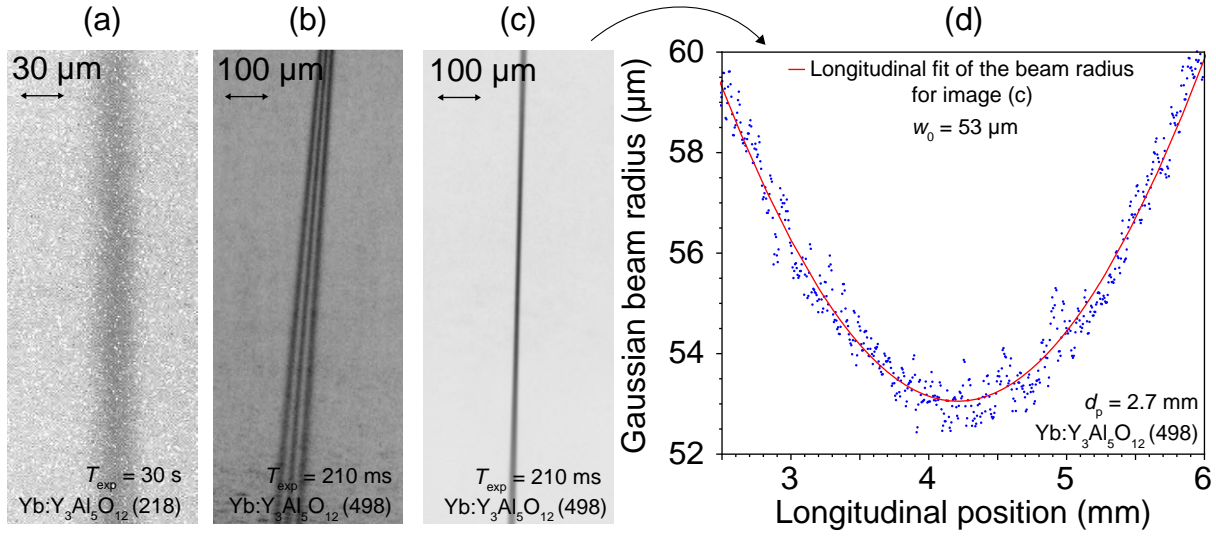 (a)
(b)
(c)
(d)
30 µm
T_exp = 30 s
Yb:Y₃Al₅O₁₂ (218)
100 µm
T_exp = 210 ms
Yb:Y₃Al₅O₁₂ (498)
100 µm
T_exp = 210 ms
Yb:Y₃Al₅O₁₂ (498)
Gaussian beam radius (µm)
60
58
56
54
52
Longitudinal fit of the beam radius
for image (c)
w₀ = 53 µm
dₚ = 2.7 mm
Yb:Y₃Al₅O₁₂ (498)
3 4 5 6
Longitudinal position (mm)